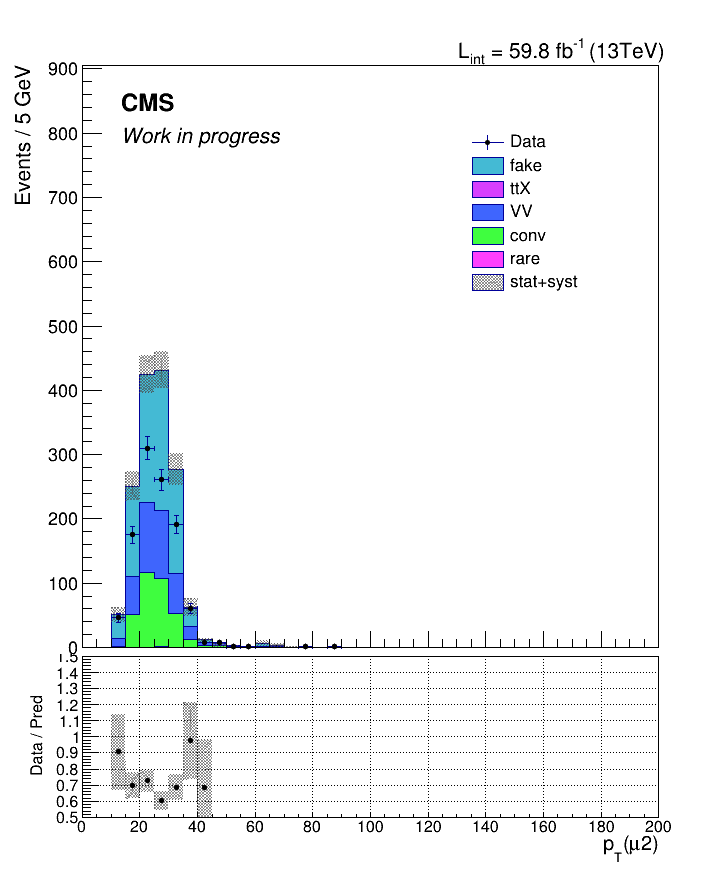 L_int = 59.8 fb^-1 (13TeV)
Events / 5 GeV
900
800
700
600
500
400
300
200
100
0
CMS
Work in progress
Data
fake
ttX
VV
conv
rare
stat+syst
Data / Pred
1.5
1.4
1.3
1.2
1.1
1
0.9
0.8
0.7
0.6
0.5
0 20 40 60 80 100 120 140 160 180 200
p_T(μ2)